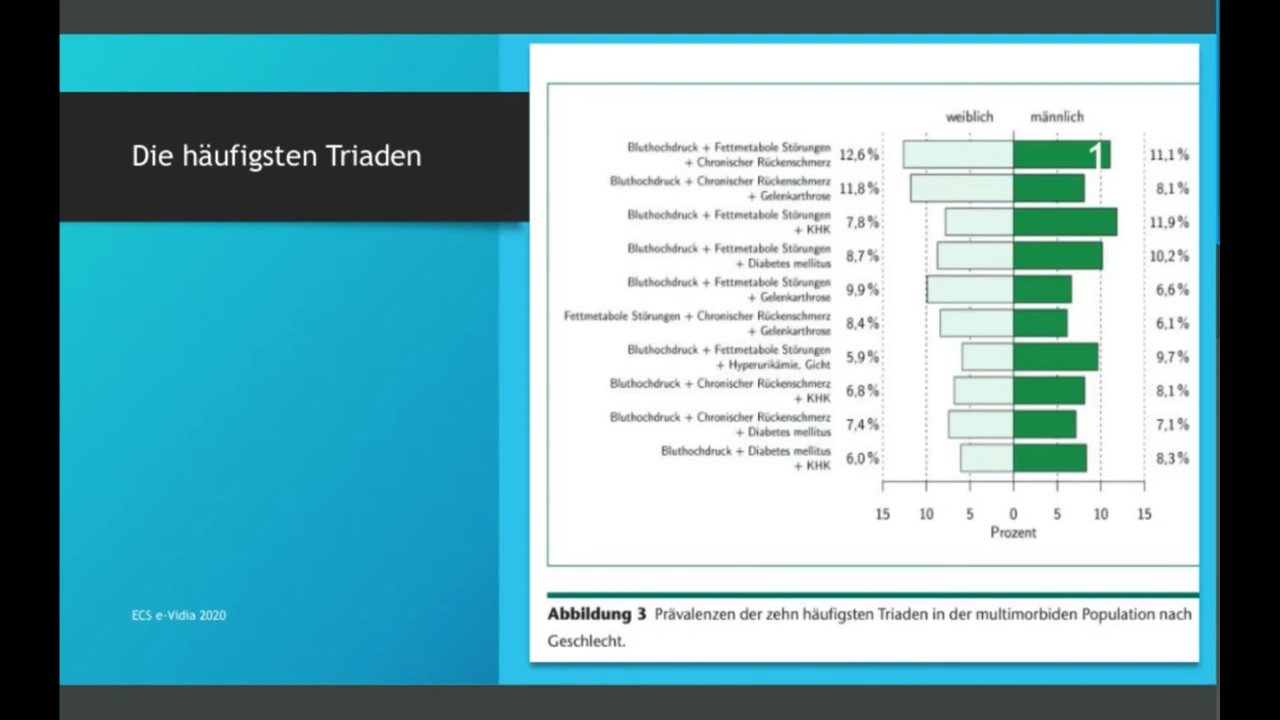 Die häufigsten Triaden
ECS e-Vidia 2020
weiblich männlich
Bluthochdruck + Fettmetabole Störungen
+ Chronischer Rückenschmerz 12,6% 1 11,1%
Bluthochdruck + Chronischer Rückenschmerz
+ Gelenkarthrose 11,8% 8,1%
Bluthochdruck + Fettmetabole Störungen
+ KHK 7,8% 11,9%
Bluthochdruck + Fettmetabole Störungen
+ Diabetes mellitus 8,7% 10,2%
Bluthochdruck + Fettmetabole Störungen
+ Gelenkarthrose 9,9% 6,6%
Fettmetabole Störungen + Chronischer Rückenschmerz
+ Gelenkarthrose 8,4% 6,1%
Bluthochdruck + Fettmetabole Störungen
+ Hyperurikämie, Gicht 5,9% 9,7%
Bluthochdruck + Chronischer Rückenschmerz
+ KHK 6,8% 8,1%
Bluthochdruck + Chronischer Rückenschmerz
+ Diabetes mellitus 7,4% 7,1%
Bluthochdruck + Diabetes mellitus
+ KHK 6,0% 8,3%
15 10 5 0 5 10 15
Prozent
Abbildung 3 Prävalenzen der zehn häufigsten Triaden in der multimorbiden Population nach
Geschlecht.